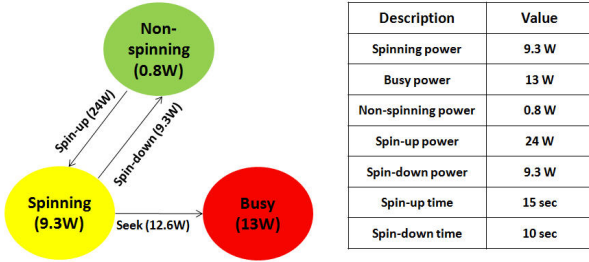 Non-
spinning
(0.8W)
Spin-up (24W)
Spin-down (9.3W)
Spinning
(9.3W)
Seek (12.6W)
Busy
(13W)
Description Value
Spinning power 9.3 W
Busy power 13 W
Non-spinning power 0.8 W
Spin-up power 24 W
Spin-down power 9.3 W
Spin-up time 15 sec
Spin-down time 10 sec